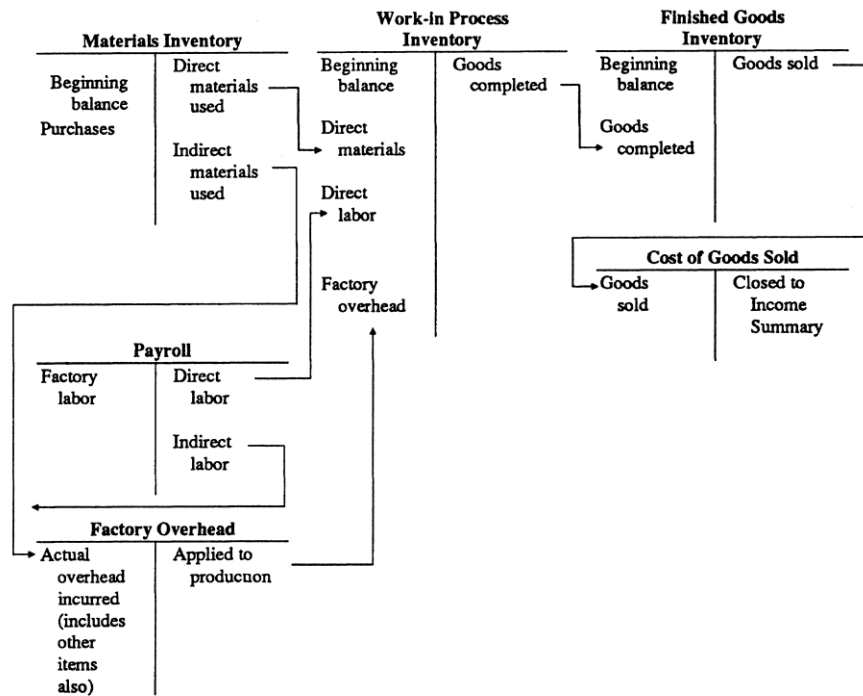 Materials Inventory
Beginning
balance
Purchases
Direct
materials
used
Indirect
materials
used
Work-in Process
Inventory
Beginning
balance
Direct
materials
Direct
labor
Factory
overhead
Goods
completed
Finished Goods
Inventory
Beginning
balance
Goods
completed
Goods sold
Cost of Goods Sold
Goods
sold
Closed to
Income
Summary
Payroll
Factory
labor
Direct
labor
Indirect
labor
Factory Overhead
Actual
overhead
incurred
(includes
other
items
also)
Applied to
production